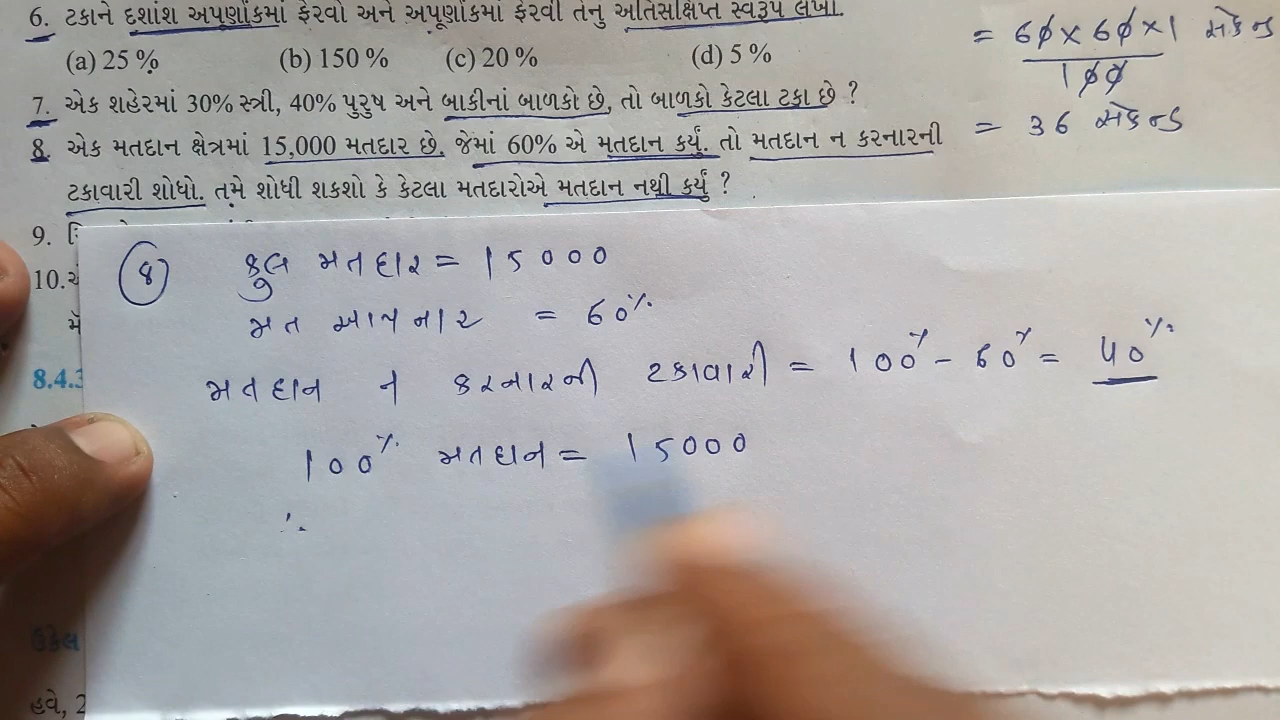 6. ટકાને દશાંશ અપૂર્ણાંકમાં ફેરવો અને અપૂર્ણાંકમાં ફેરવી તેનું અતિસંક્ષિપ્ત સ્વરૂપ લખો.
(a) 25 % (b) 150 % (c) 20 % (d) 5 %
7. એક શહેરમાં 30% સ્ત્રી, 40% પુરુષ અને બાકીનાં બાળકો છે, તો બાળકો કેટલા ટકા છે ?
8. એક મતદાન ક્ષેત્રમાં 15,000 મતદાર છે. જેમાં 60% એ મતદાન કર્યું. તો મતદાન ન કરનારની
ટકાવારી શોધો. તમે શોધી શકશો કે કેટલા મતદારોએ મતદાન નથી કર્યું ?
= 60 × 60 × 1 સેકન્ડ
100
= 36 સેકન્ડ
9.
10.
8.4.3
હવે, 2
8 કુલ મતદાર = 15000
મત આપનાર = 60%
મતદાન ન કરનારની ટકાવારી = 100% - 60% = 40%
100% મતદાન = 15000
∴